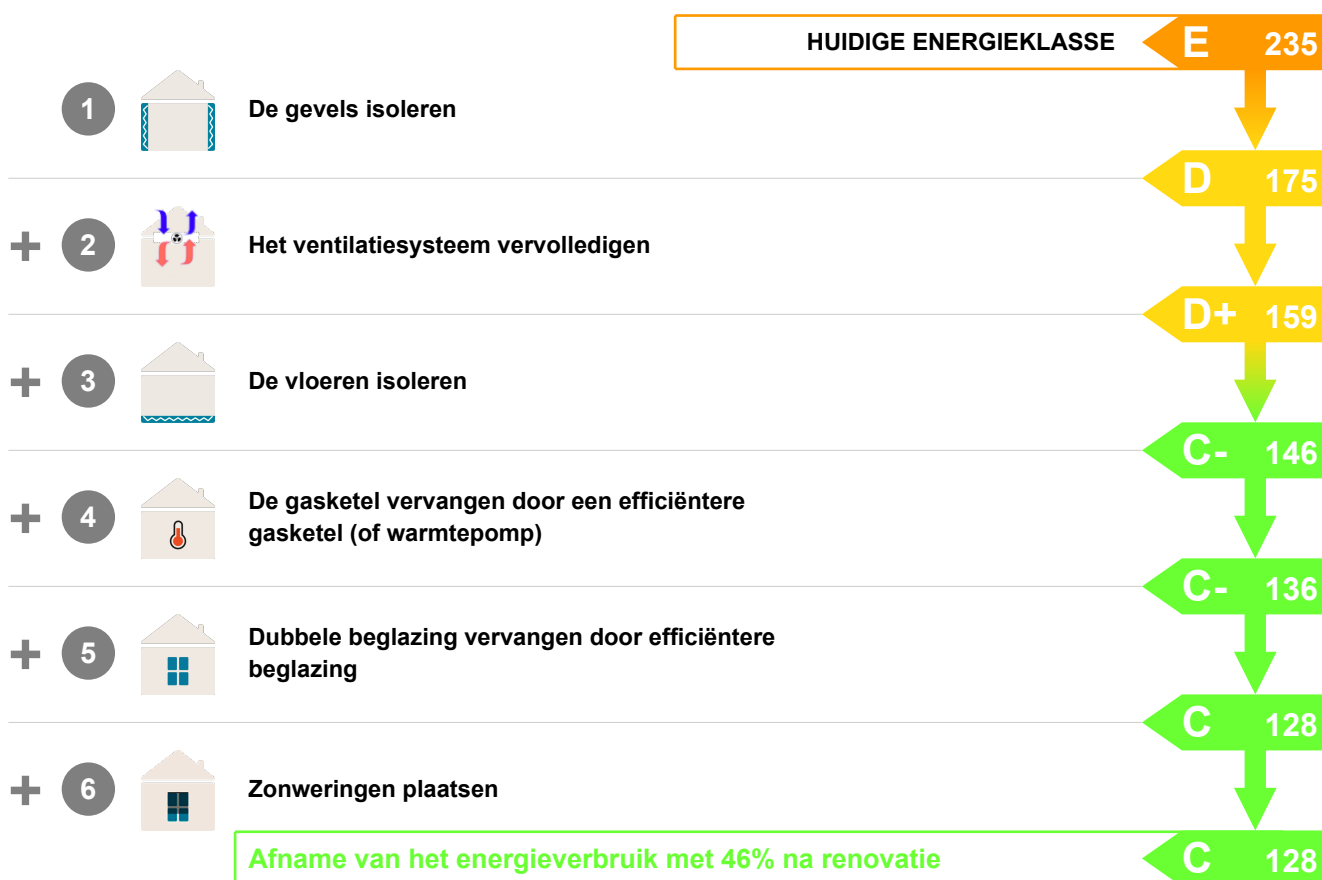 HUIDIGE ENERGIEKLASSE E 235
1 De gevels isoleren
D 175
+ 2 Het ventilatiesysteem vervolledigen
D+ 159
+ 3 De vloeren isoleren
C- 146
+ 4 De gasketel vervangen door een efficiëntere
gasketel (of warmtepomp)
C- 136
+ 5 Dubbele beglazing vervangen door efficiëntere
beglazing
C 128
+ 6 Zonweringen plaatsen
Afname van het energieverbruik met 46% na renovatie C 128